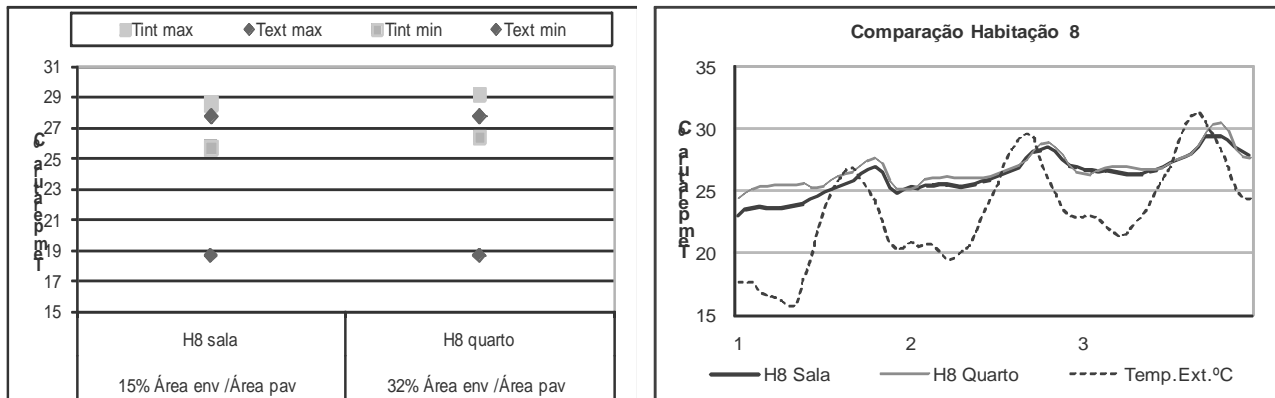 Tint max Text max Tint min Text min
31
29
27
25
23
21
19
17
15
H8 sala H8 quarto
15% Área env /Área pav 32% Área env /Área pav
Comparação Habitação 8
35
30
25
20
15
1 2 3
H8 Sala H8 Quarto Temp.Ext.ºC